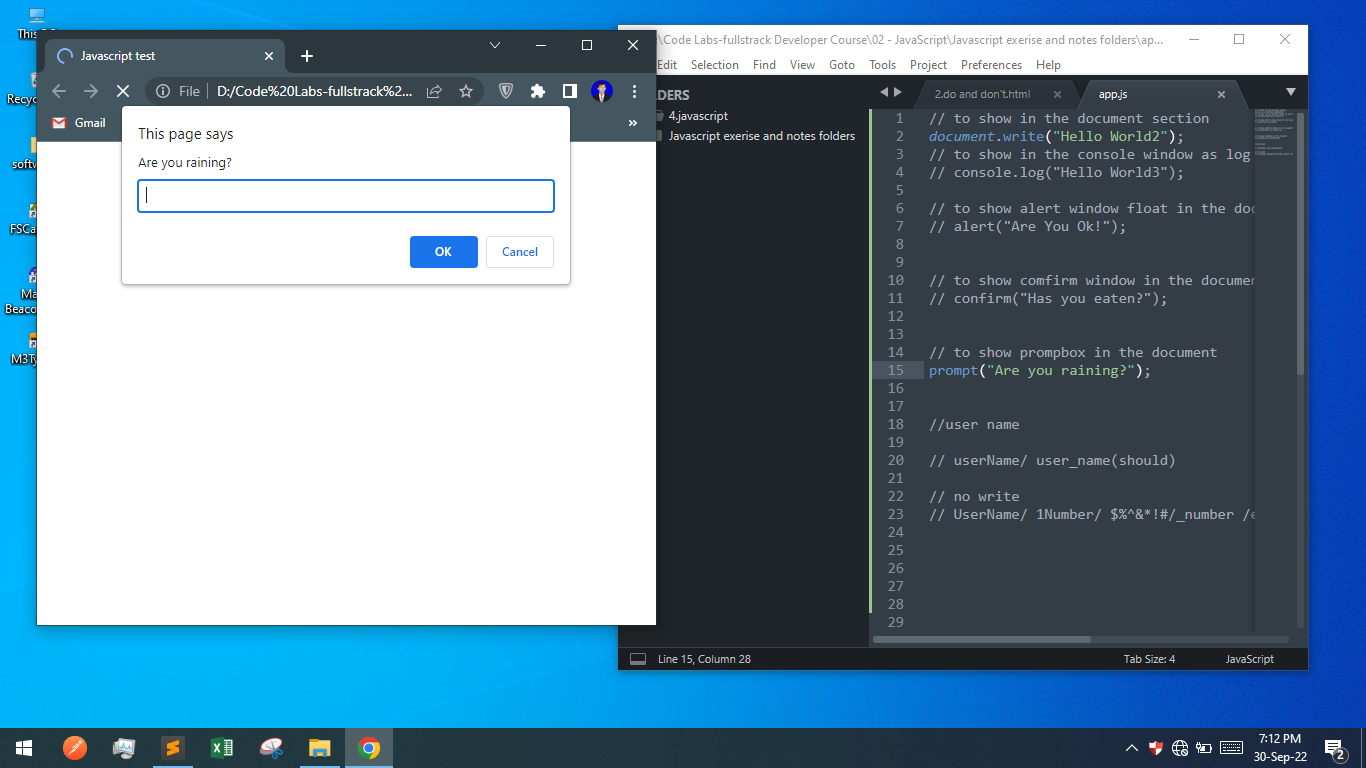 This
Recyc
softw
FSCa
Ma
Beaco
M3Ty
Javascript test
File
D:/Code%20Labs-fullstrack%2...
Gmail
»
This page says
Are you raining?
OK
Cancel
\Code Labs-fullstrack Developer Course\02 - JavaScript\Javascript exerise and notes folders\ap...
Edit Selection Find View Goto Tools Project Preferences Help
DERS
4.javascript
Javascript exerise and notes folders
2.do and don't.html
app.js
1 // to show in the document section
2 document.write("Hello World2");
3 // to show in the console window as log
4 // console.log("Hello World3");
5
6 // to show alert window float in the doc
7 // alert("Are You Ok!");
8
9
10 // to show comfirm window in the documen
11 // confirm("Has you eaten?");
12
13
14 // to show prompbox in the document
15 prompt("Are you raining?");
16
17
18 //user name
19
20 // userName/ user_name(should)
21
22 // no write
23 // UserName/ 1Number/ $%^&*!#/_number /e
24
25
26
27
28
29
Line 15, Column 28
Tab Size: 4
JavaScript
7:12 PM
30-Sep-22
2